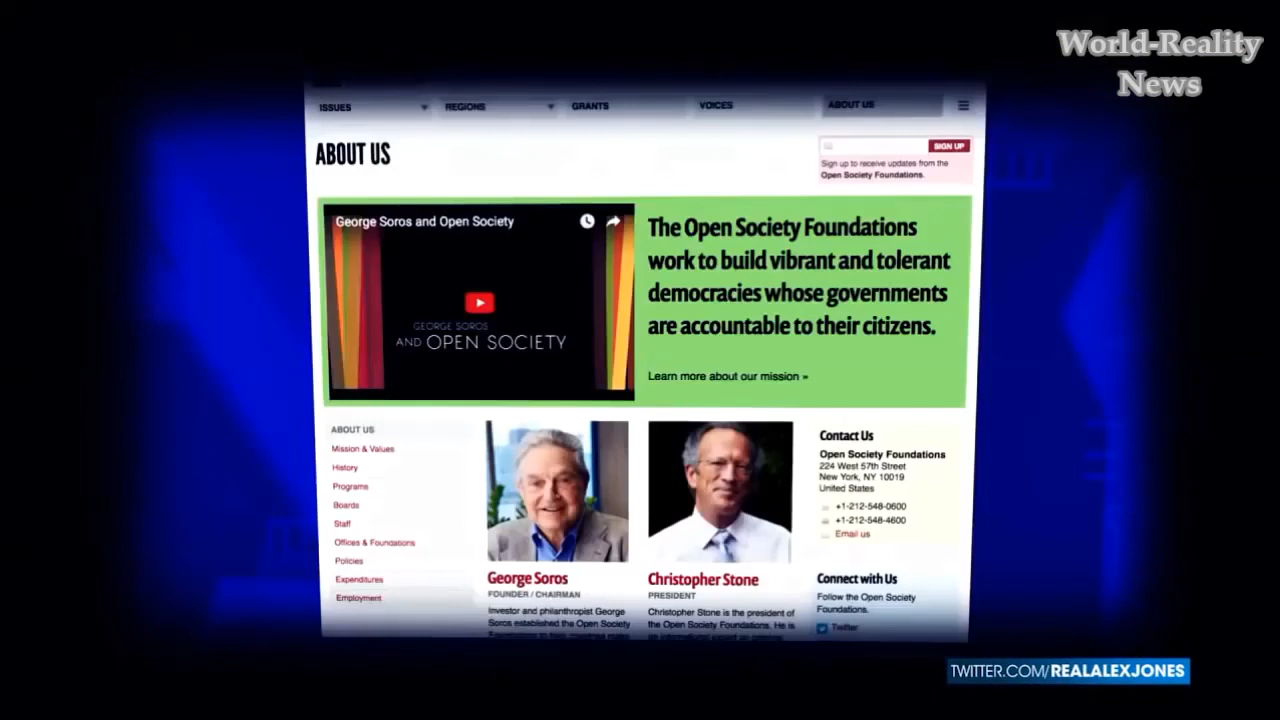 World-Reality
News
ISSUES
REGIONS
GRANTS
VOICES
ABOUT US
ABOUT US
SIGN UP
Sign up to receive updates from the
Open Society Foundations.
George Soros and Open Society
GEORGE SOROS
AND OPEN SOCIETY
The Open Society Foundations
work to build vibrant and tolerant
democracies whose governments
are accountable to their citizens.
Learn more about our mission »
ABOUT US
Mission & Values
History
Programs
Boards
Staff
Offices & Foundations
Policies
Expenditures
Employment
George Soros
FOUNDER / CHAIRMAN
Investor and philanthropist George
Soros established the Open Society
Christopher Stone
PRESIDENT
Christopher Stone is the president of
the Open Society Foundations. He is
Contact Us
Open Society Foundations
224 West 57th Street
New York, NY 10019
United States
+1-212-548-0600
+1-212-548-4600
Email us
Connect with Us
Follow the Open Society
Foundations.
Twitter
TWITTER.COM/REALALEXJONES